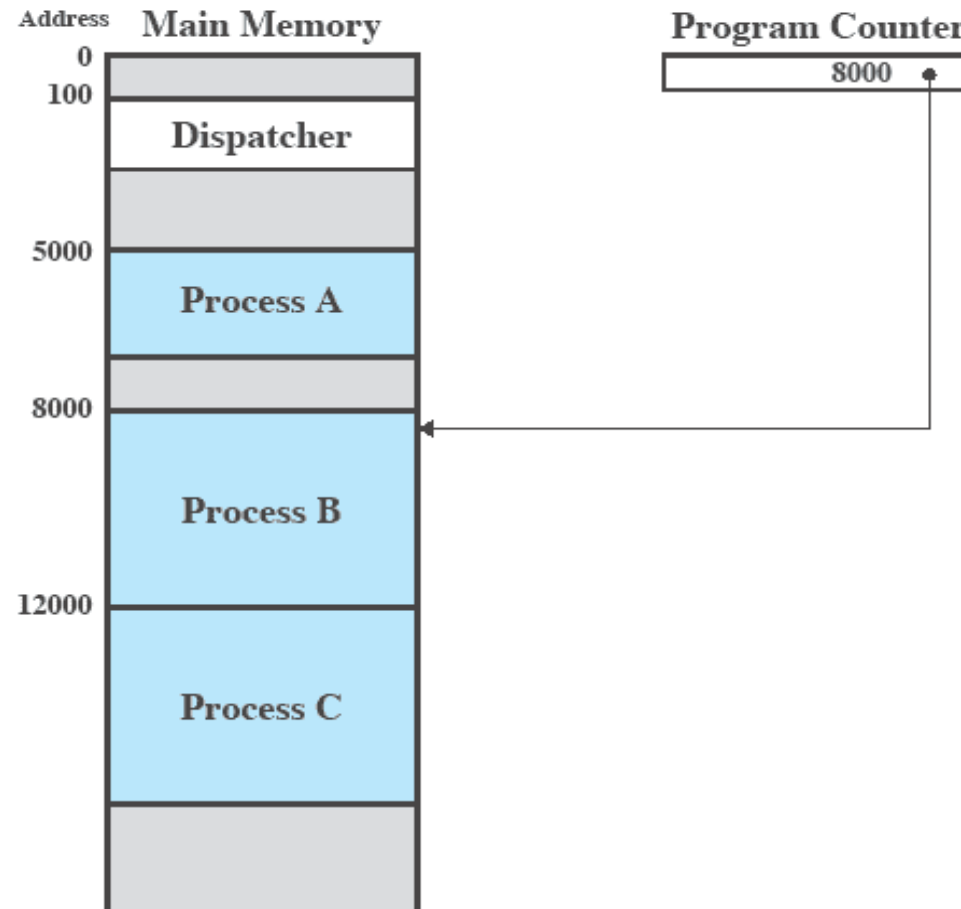 Address
Main Memory
Program Counter
0
8000
100
Dispatcher
5000
Process A
8000
Process B
12000
Process C